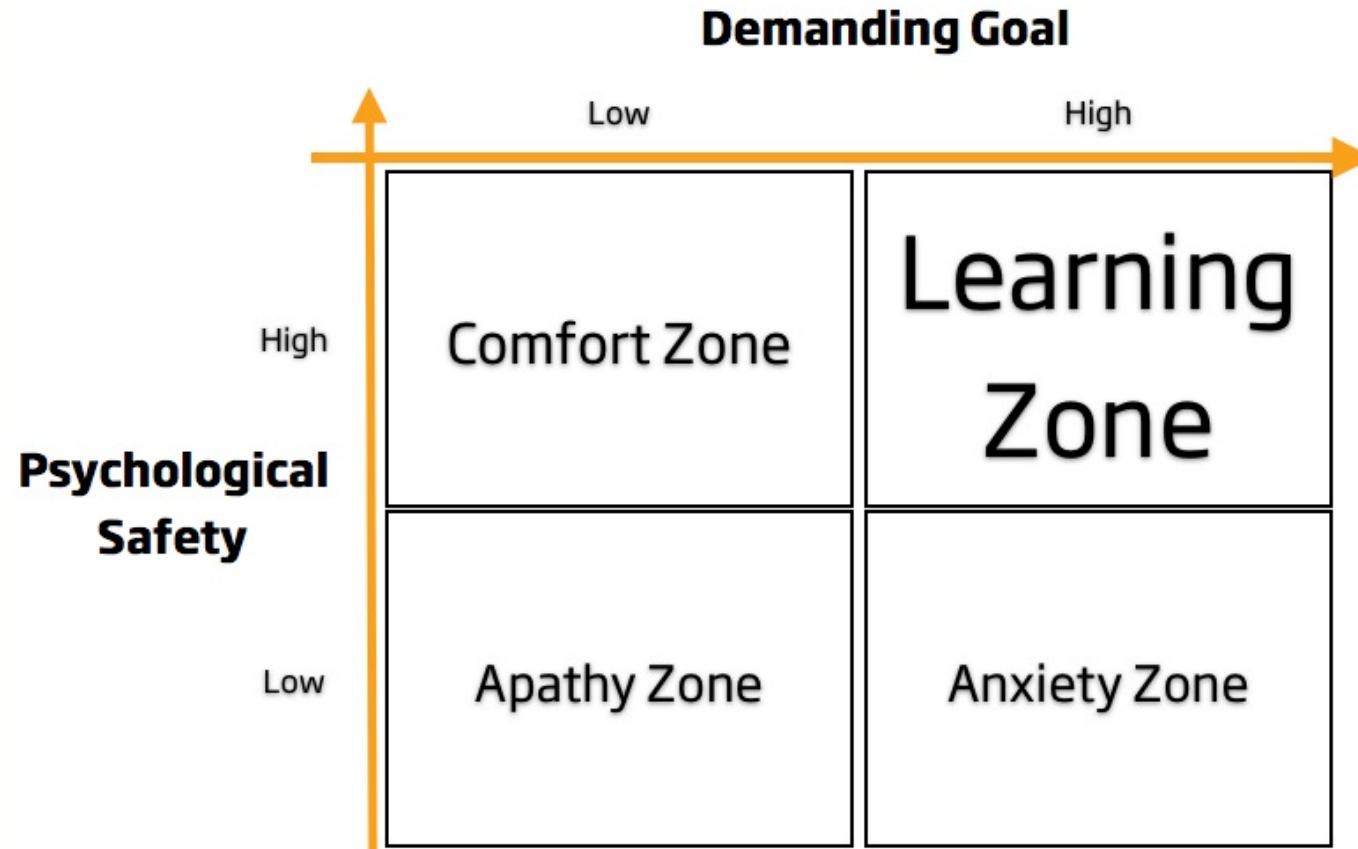 Demanding Goal
Low High
Learning
Zone
High
Comfort Zone
Psychological
Safety
Low
Apathy Zone
Anxiety Zone